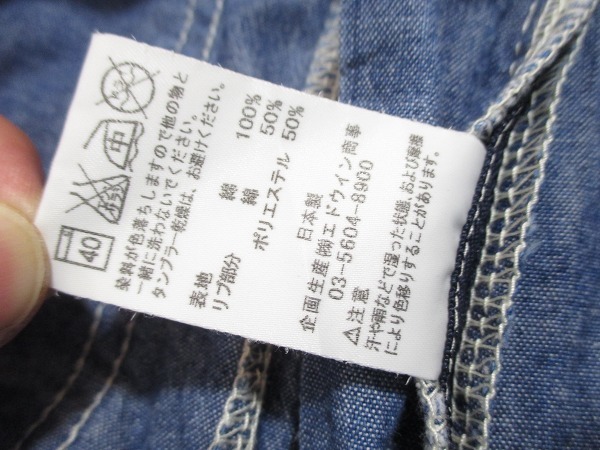 40
中
染料が色落ちしますので他の物と
一緒に洗わないでください。
タンブラー乾燥は、お避けください。
表地 綿 100%
リブ部分 綿 50%
ポリエステル 50%
日本製
企画生産 ㈱エドウイン商事
03-5604-8900
⚠注意
汗や雨などで湿った状態、および摩擦
により色移りすることがあります。